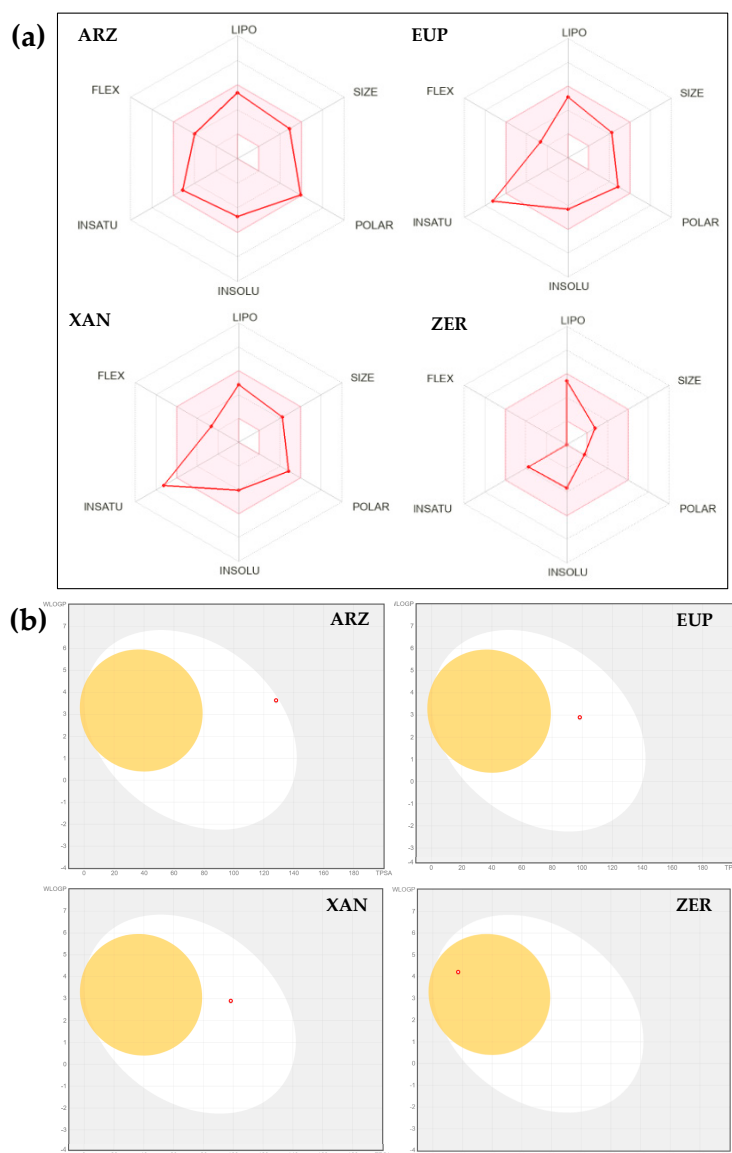 (a)
ARZ
LIPO
SIZE
POLAR
INSOLU
INSATU
FLEX
EUP
LIPO
SIZE
POLAR
INSOLU
INSATU
FLEX
XAN
LIPO
SIZE
POLAR
INSOLU
INSATU
FLEX
ZER
LIPO
SIZE
POLAR
INSOLU
INSATU
FLEX
(b)
WLOGP
ARZ
7
6
5
4
3
2
1
0
-1
-2
-3
-4
0 20 40 60 80 100 120 140 160 180 TPSA
EUP
7
6
5
4
3
2
1
0
-1
-2
-3
-4
0 20 40 60 80 100 120 140 160 180
WLOGP
XAN
7
6
5
4
3
2
1
0
-1
-2
-3
-4
WLOGP
ZER
7
6
5
4
3
2
1
0
-1
-2
-3
-4